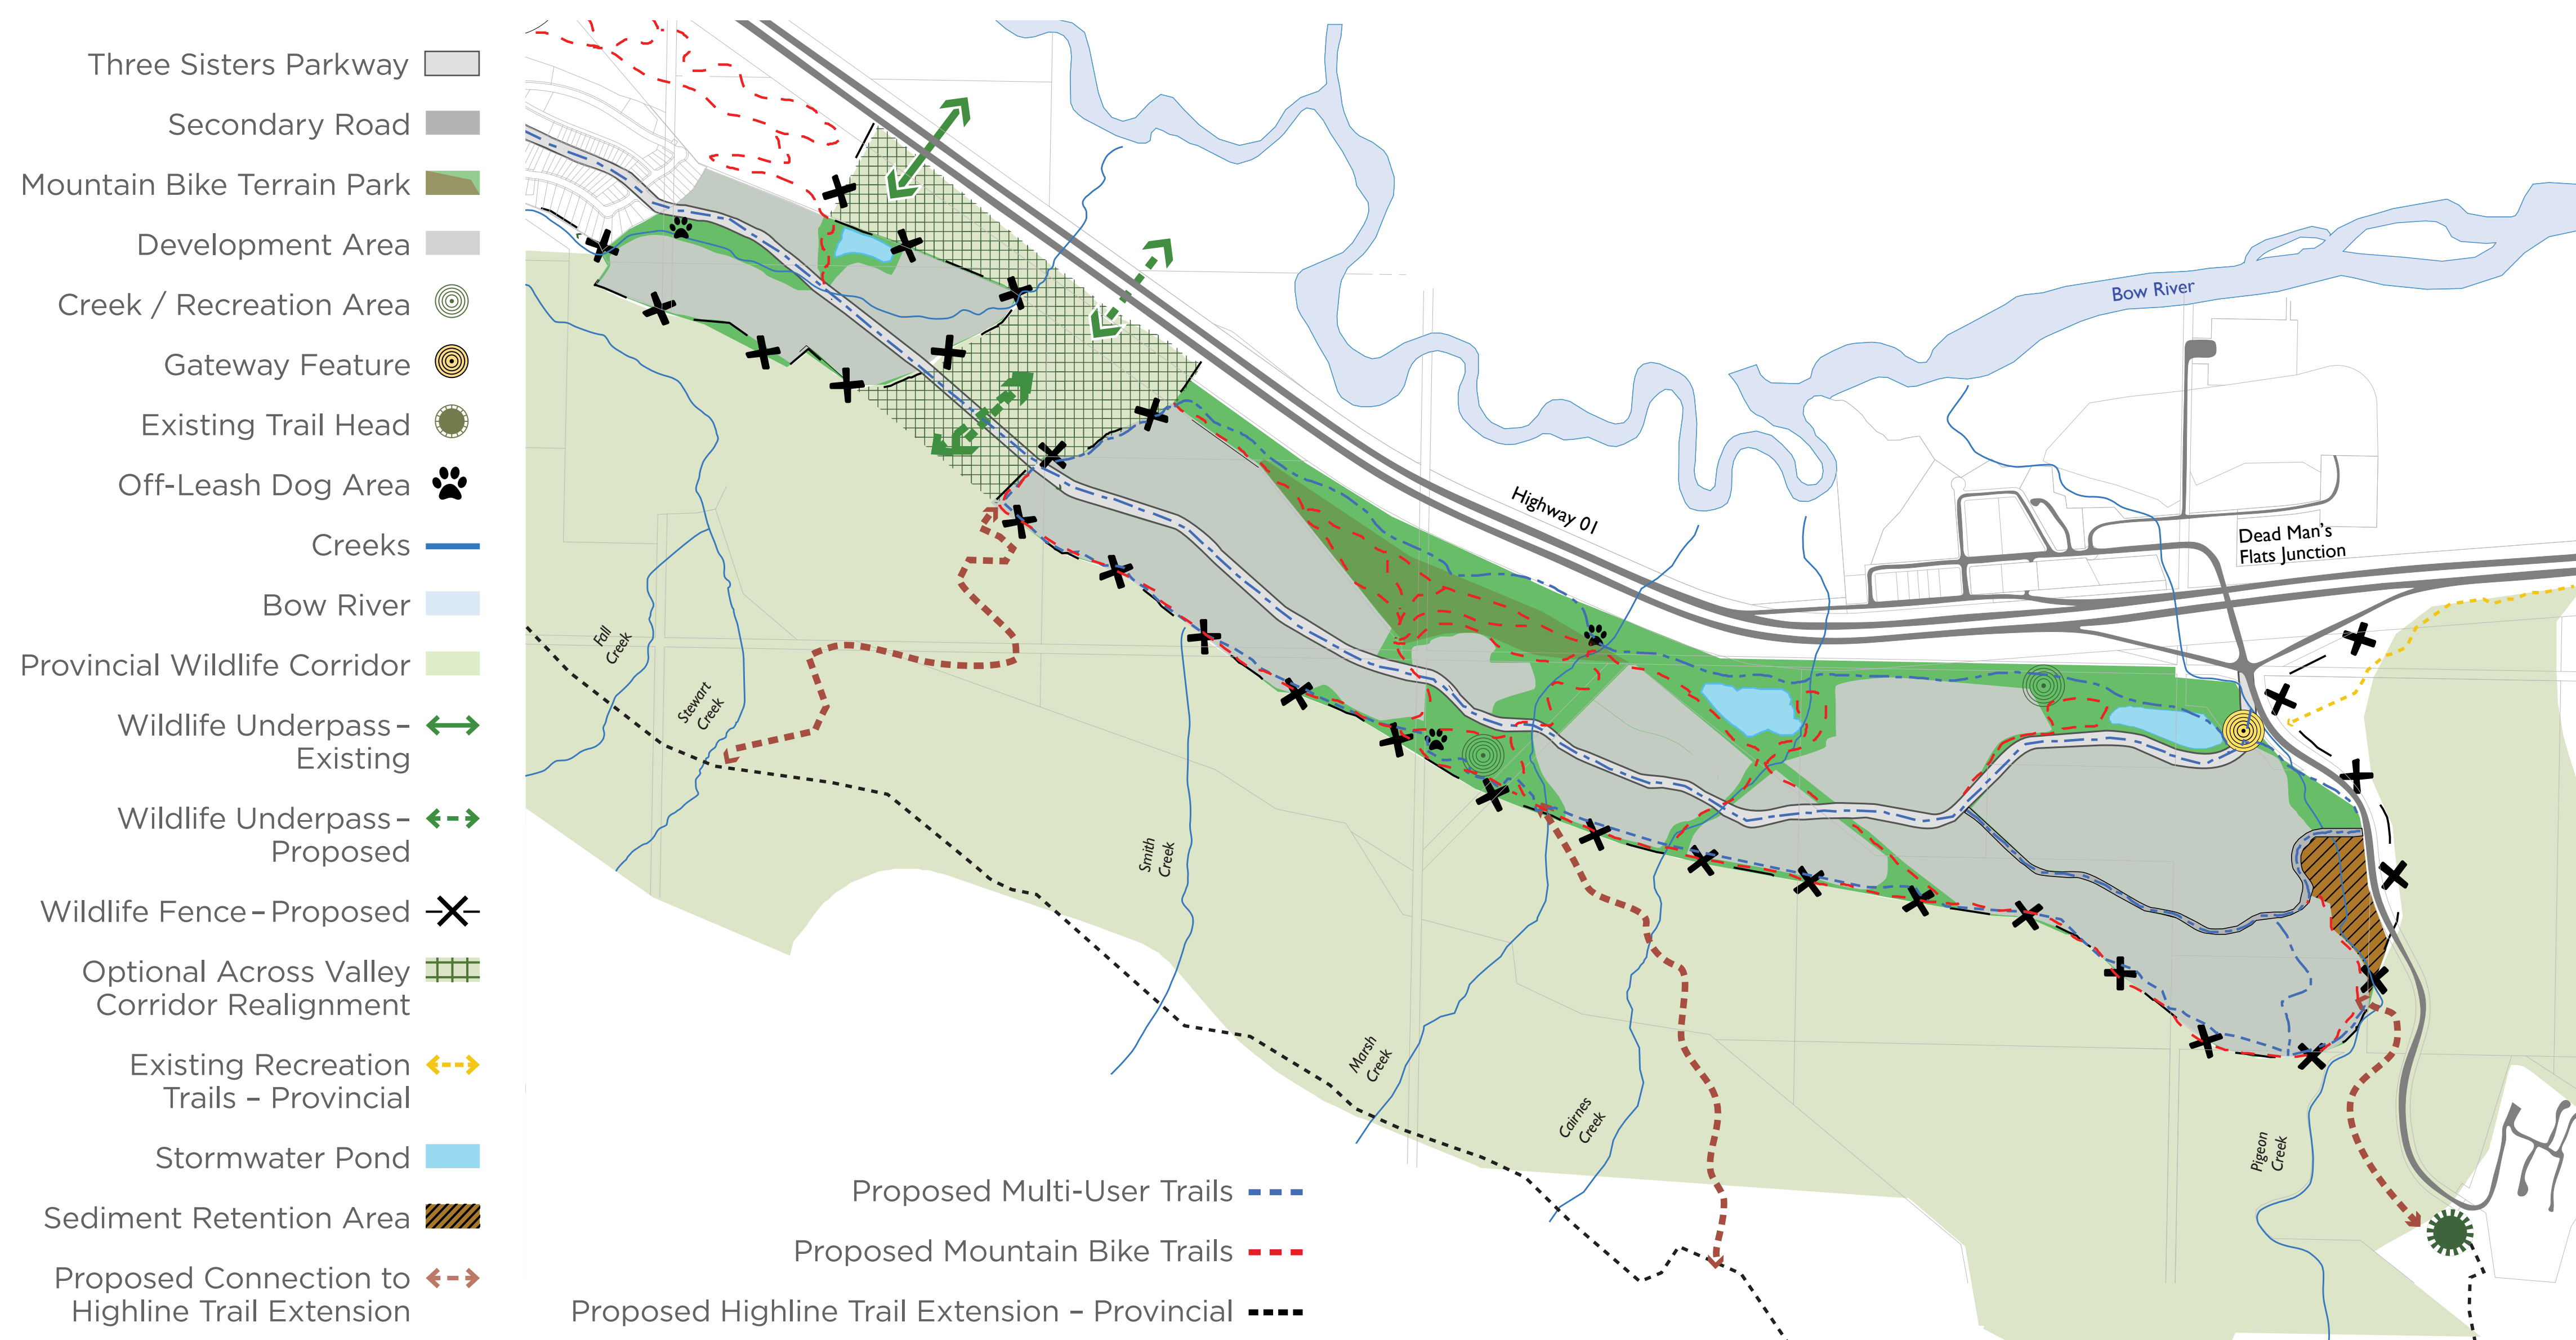 Three Sisters Parkway
Secondary Road
Mountain Bike Terrain Park
Development Area
Creek / Recreation Area
Gateway Feature
Existing Trail Head
Off-Leash Dog Area
Creeks
Bow River
Provincial Wildlife Corridor
Wildlife Underpass –
Existing
Wildlife Underpass –
Proposed
Wildlife Fence – Proposed
Optional Across Valley
Corridor Realignment
Existing Recreation
Trails – Provincial
Stormwater Pond
Sediment Retention Area
Proposed Connection to
Highline Trail Extension
Proposed Multi-User Trails
Proposed Mountain Bike Trails
Proposed Highline Trail Extension – Provincial
Bow River
Highway 01
Dead Man's
Flats Junction
Fall
Creek
Stewart
Creek
Smith
Creek
Marsh
Creek
Cairnes
Creek
Pigeon
Creek